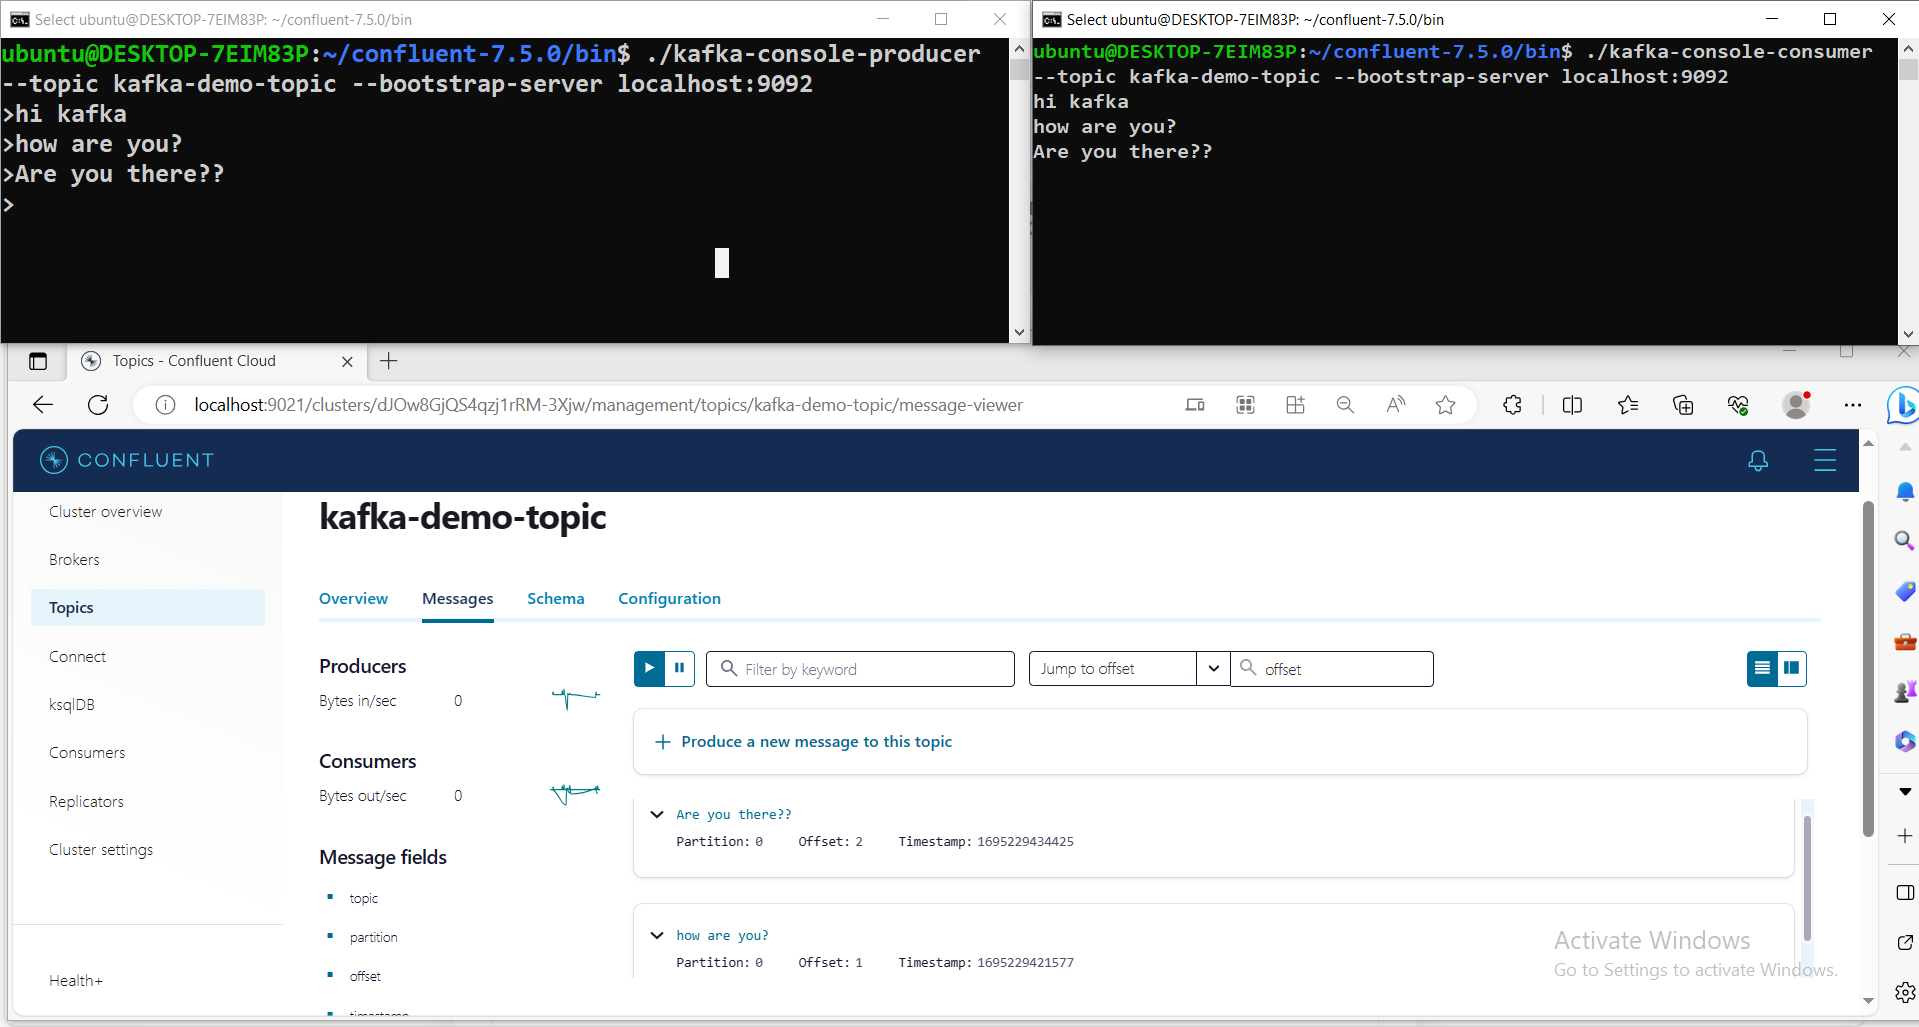 Select ubuntu@DESKTOP-7EIM83P: ~/confluent-7.5.0/bin
ubuntu@DESKTOP-7EIM83P:~/confluent-7.5.0/bin$ ./kafka-console-producer
--topic kafka-demo-topic --bootstrap-server localhost:9092
>hi kafka
>how are you?
>Are you there??
>
Select ubuntu@DESKTOP-7EIM83P: ~/confluent-7.5.0/bin
ubuntu@DESKTOP-7EIM83P:~/confluent-7.5.0/bin$ ./kafka-console-consumer
--topic kafka-demo-topic --bootstrap-server localhost:9092
hi kafka
how are you?
Are you there??
Topics - Confluent Cloud
localhost:9021/clusters/dJOw8GjQS4qzj1rRM-3Xjw/management/topics/kafka-demo-topic/message-viewer
CONFLUENT
Cluster overview
Brokers
Topics
Connect
ksqlDB
Consumers
Replicators
Cluster settings
Health+
kafka-demo-topic
Overview Messages Schema Configuration
Producers
Bytes in/sec 0
Consumers
Bytes out/sec 0
Message fields
topic
partition
offset
timestamp
Filter by keyword
Jump to offset
offset
Produce a new message to this topic
Are you there??
Partition: 0 Offset: 2 Timestamp: 1695229434425
how are you?
Partition: 0 Offset: 1 Timestamp: 1695229421577
Activate Windows
Go to Settings to activate Windows.